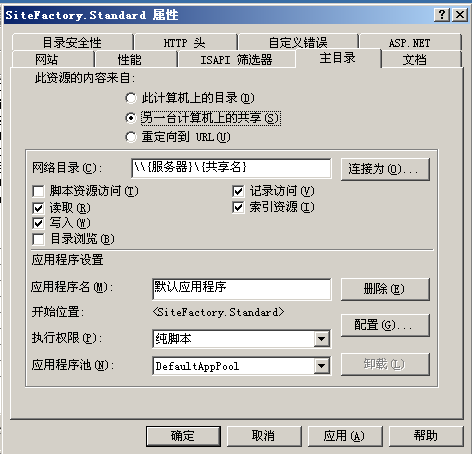 SiteFactory.Standard 属性
目录安全性 HTTP 头 自定义错误 ASP.NET
网站 性能 ISAPI 筛选器 主目录 文档
此资源的内容来自:
此计算机上的目录(D)
另一台计算机上的共享(S)
重定向到 URL(U)
网络目录(C): \\{服务器}\{共享名} 连接为(O)...
脚本资源访问(T) 记录访问(V)
读取(R) 索引资源(I)
写入(W)
目录浏览(B)
应用程序设置
应用程序名(M): 默认应用程序 删除(E)
开始位置: <SiteFactory.Standard>
配置(G)...
执行权限(P): 纯脚本
应用程序池(N): DefaultAppPool 卸载(L)
确定 取消 应用(A) 帮助